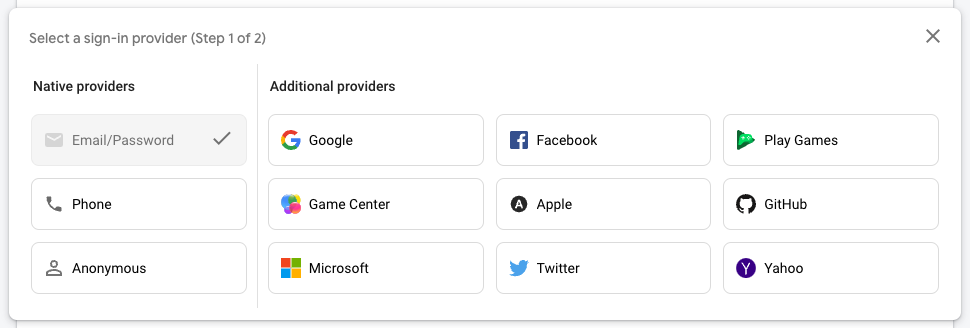 Select a sign-in provider (Step 1 of 2)
Native providers
Additional providers
Email/Password
Google
Facebook
Play Games
Phone
Game Center
Apple
GitHub
Anonymous
Microsoft
Twitter
Yahoo